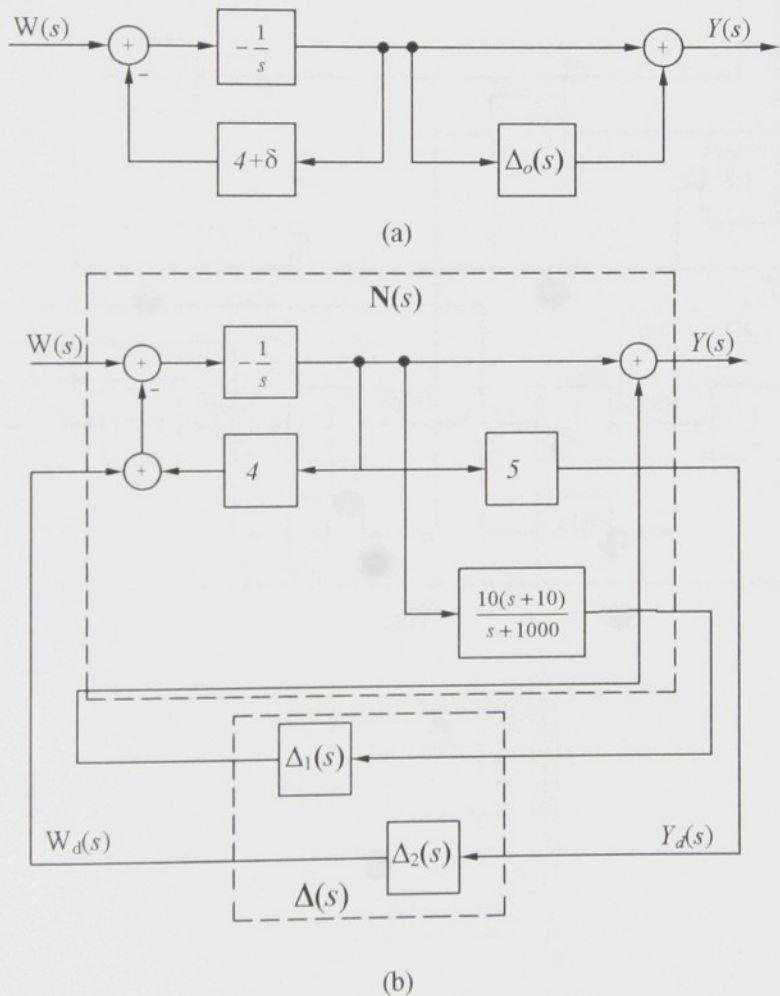 W(s) + - -1/s + Y(s)
4+δ Δo(s)
(a)
N(s)
W(s) + - -1/s + Y(s)
+ 4 5
10(s+10)/s+1000
Δ1(s)
Wd(s) Δ2(s) Yd(s)
Δ(s)
(b)